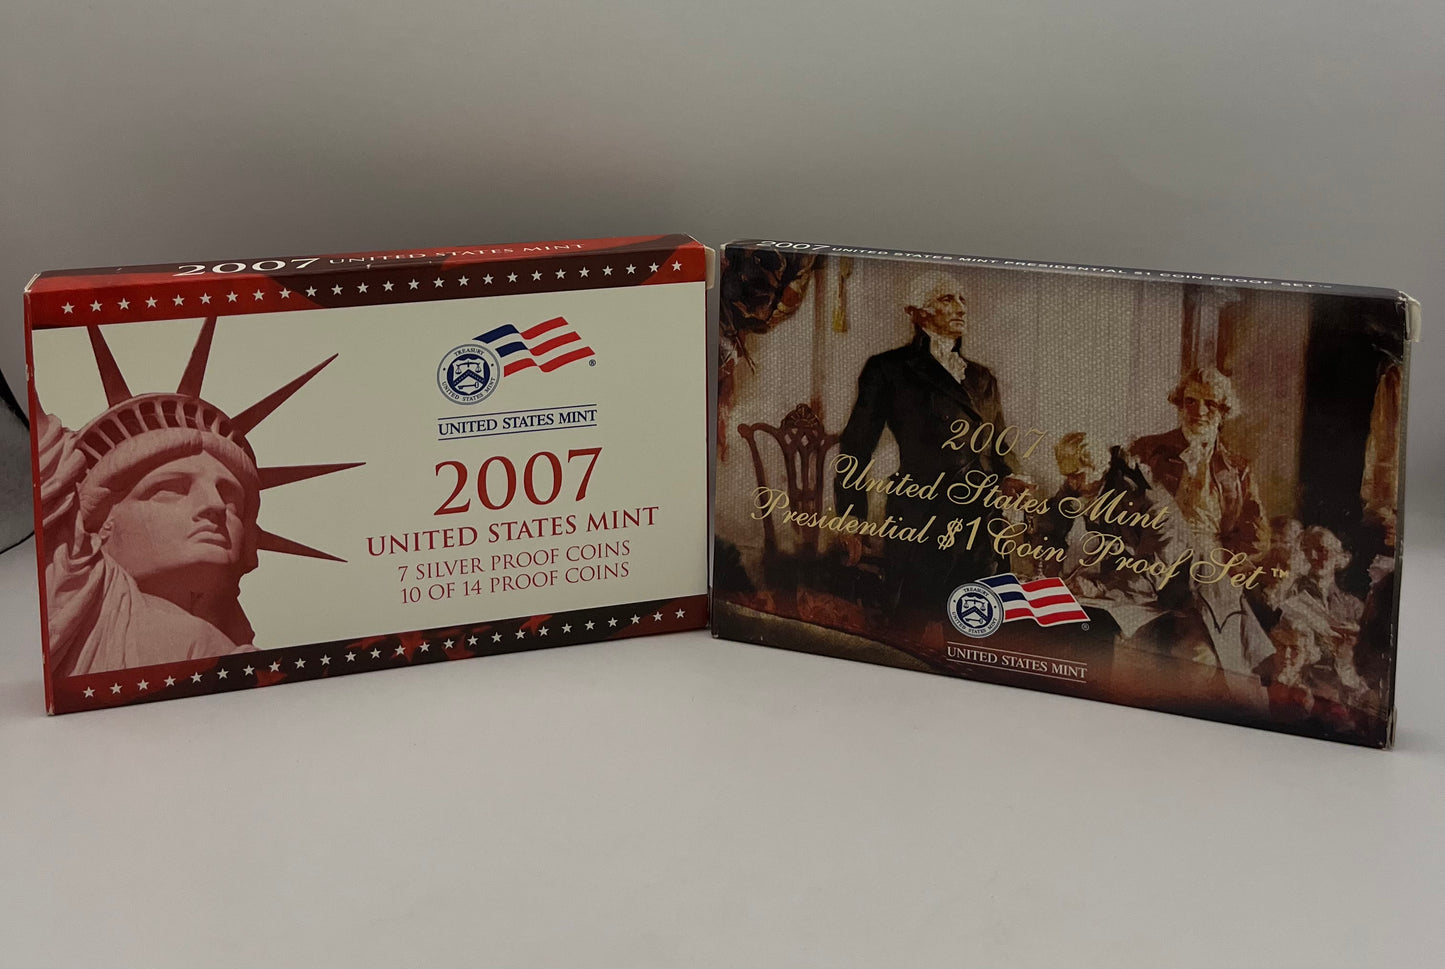 2007 UNITED STATES MINT
TREASURY
UNITED STATES MINT
®
UNITED STATES MINT
2007
UNITED STATES MINT
7 SILVER PROOF COINS
10 OF 14 PROOF COINS
2007 UNITED STATES MINT PRESIDENTIAL $1 COIN PROOF SET™
2007
United States Mint
Presidential $1 Coin Proof Set™
TREASURY
UNITED STATES MINT
®
UNITED STATES MINT